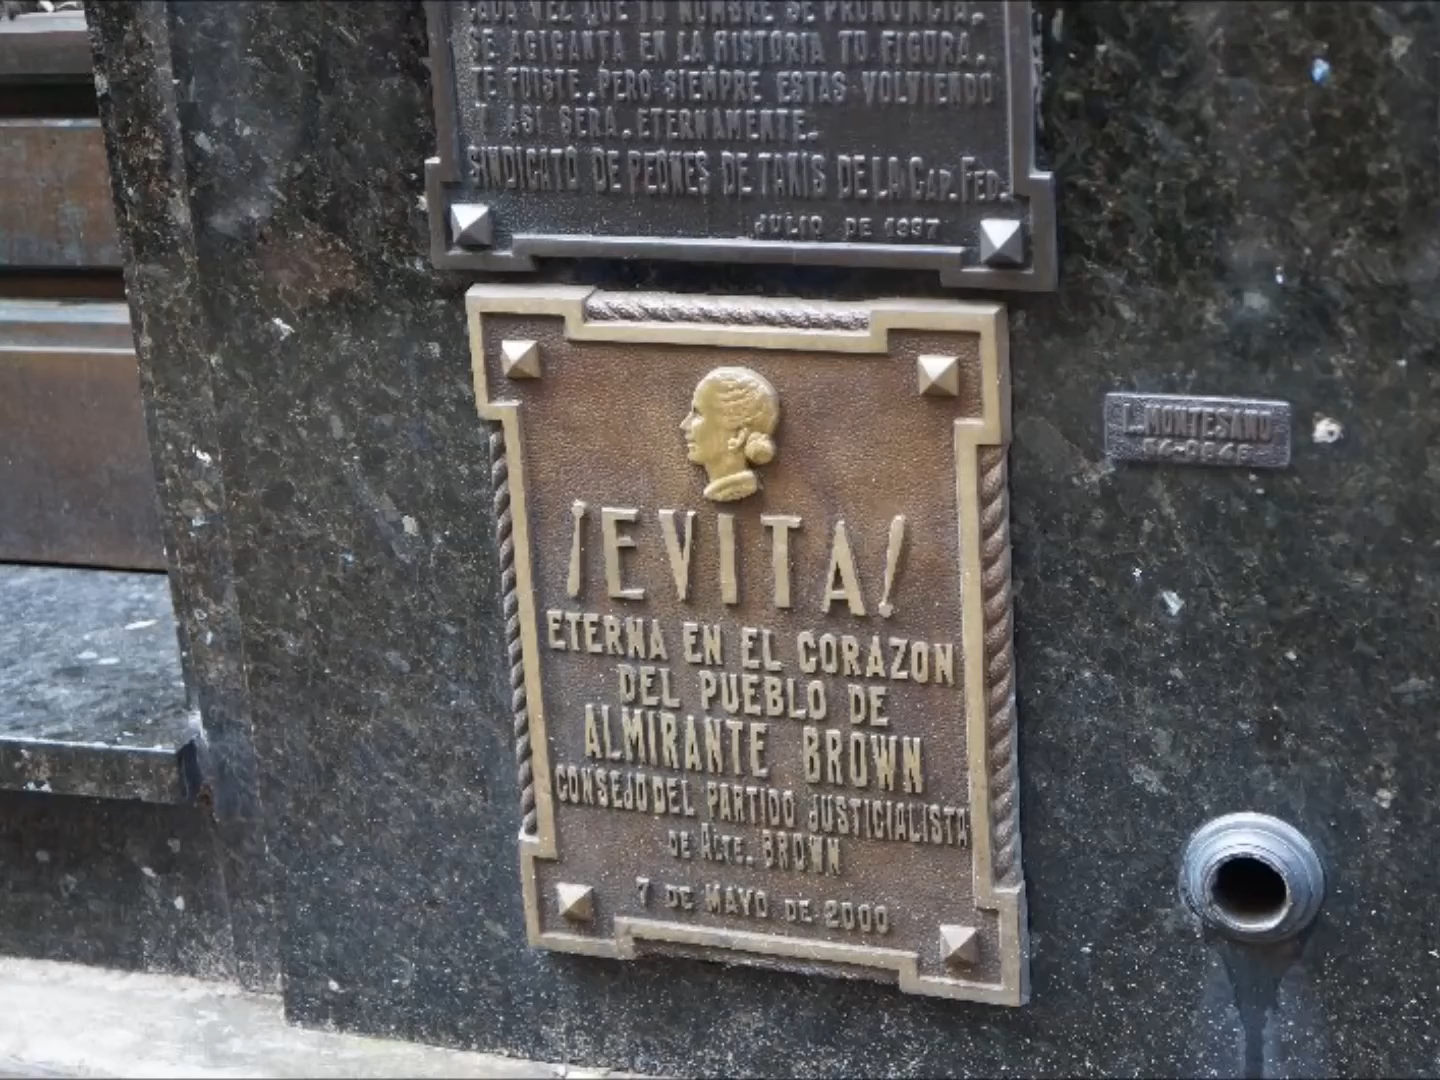 CADA VEZ QUE TU NOMBRE SE PRONUNCIA.
SE AGIGANTA EN LA HISTORIA TU FIGURA.
TE FUISTE. PERO SIEMPRE ESTAS VOLVIENDO
Y ASI SERA. ETERNAMENTE.
SINDICATO DE PEONES DE TAXIS DE LA CAP. FED.
JULIO DE 1997
¡EVITA!
ETERNA EN EL CORAZON
DEL PUEBLO DE
ALMIRANTE BROWN
CONSEJO DEL PARTIDO JUSTICIALISTA
DE ALTE. BROWN
7 DE MAYO DE 2000
L. MONTESANO